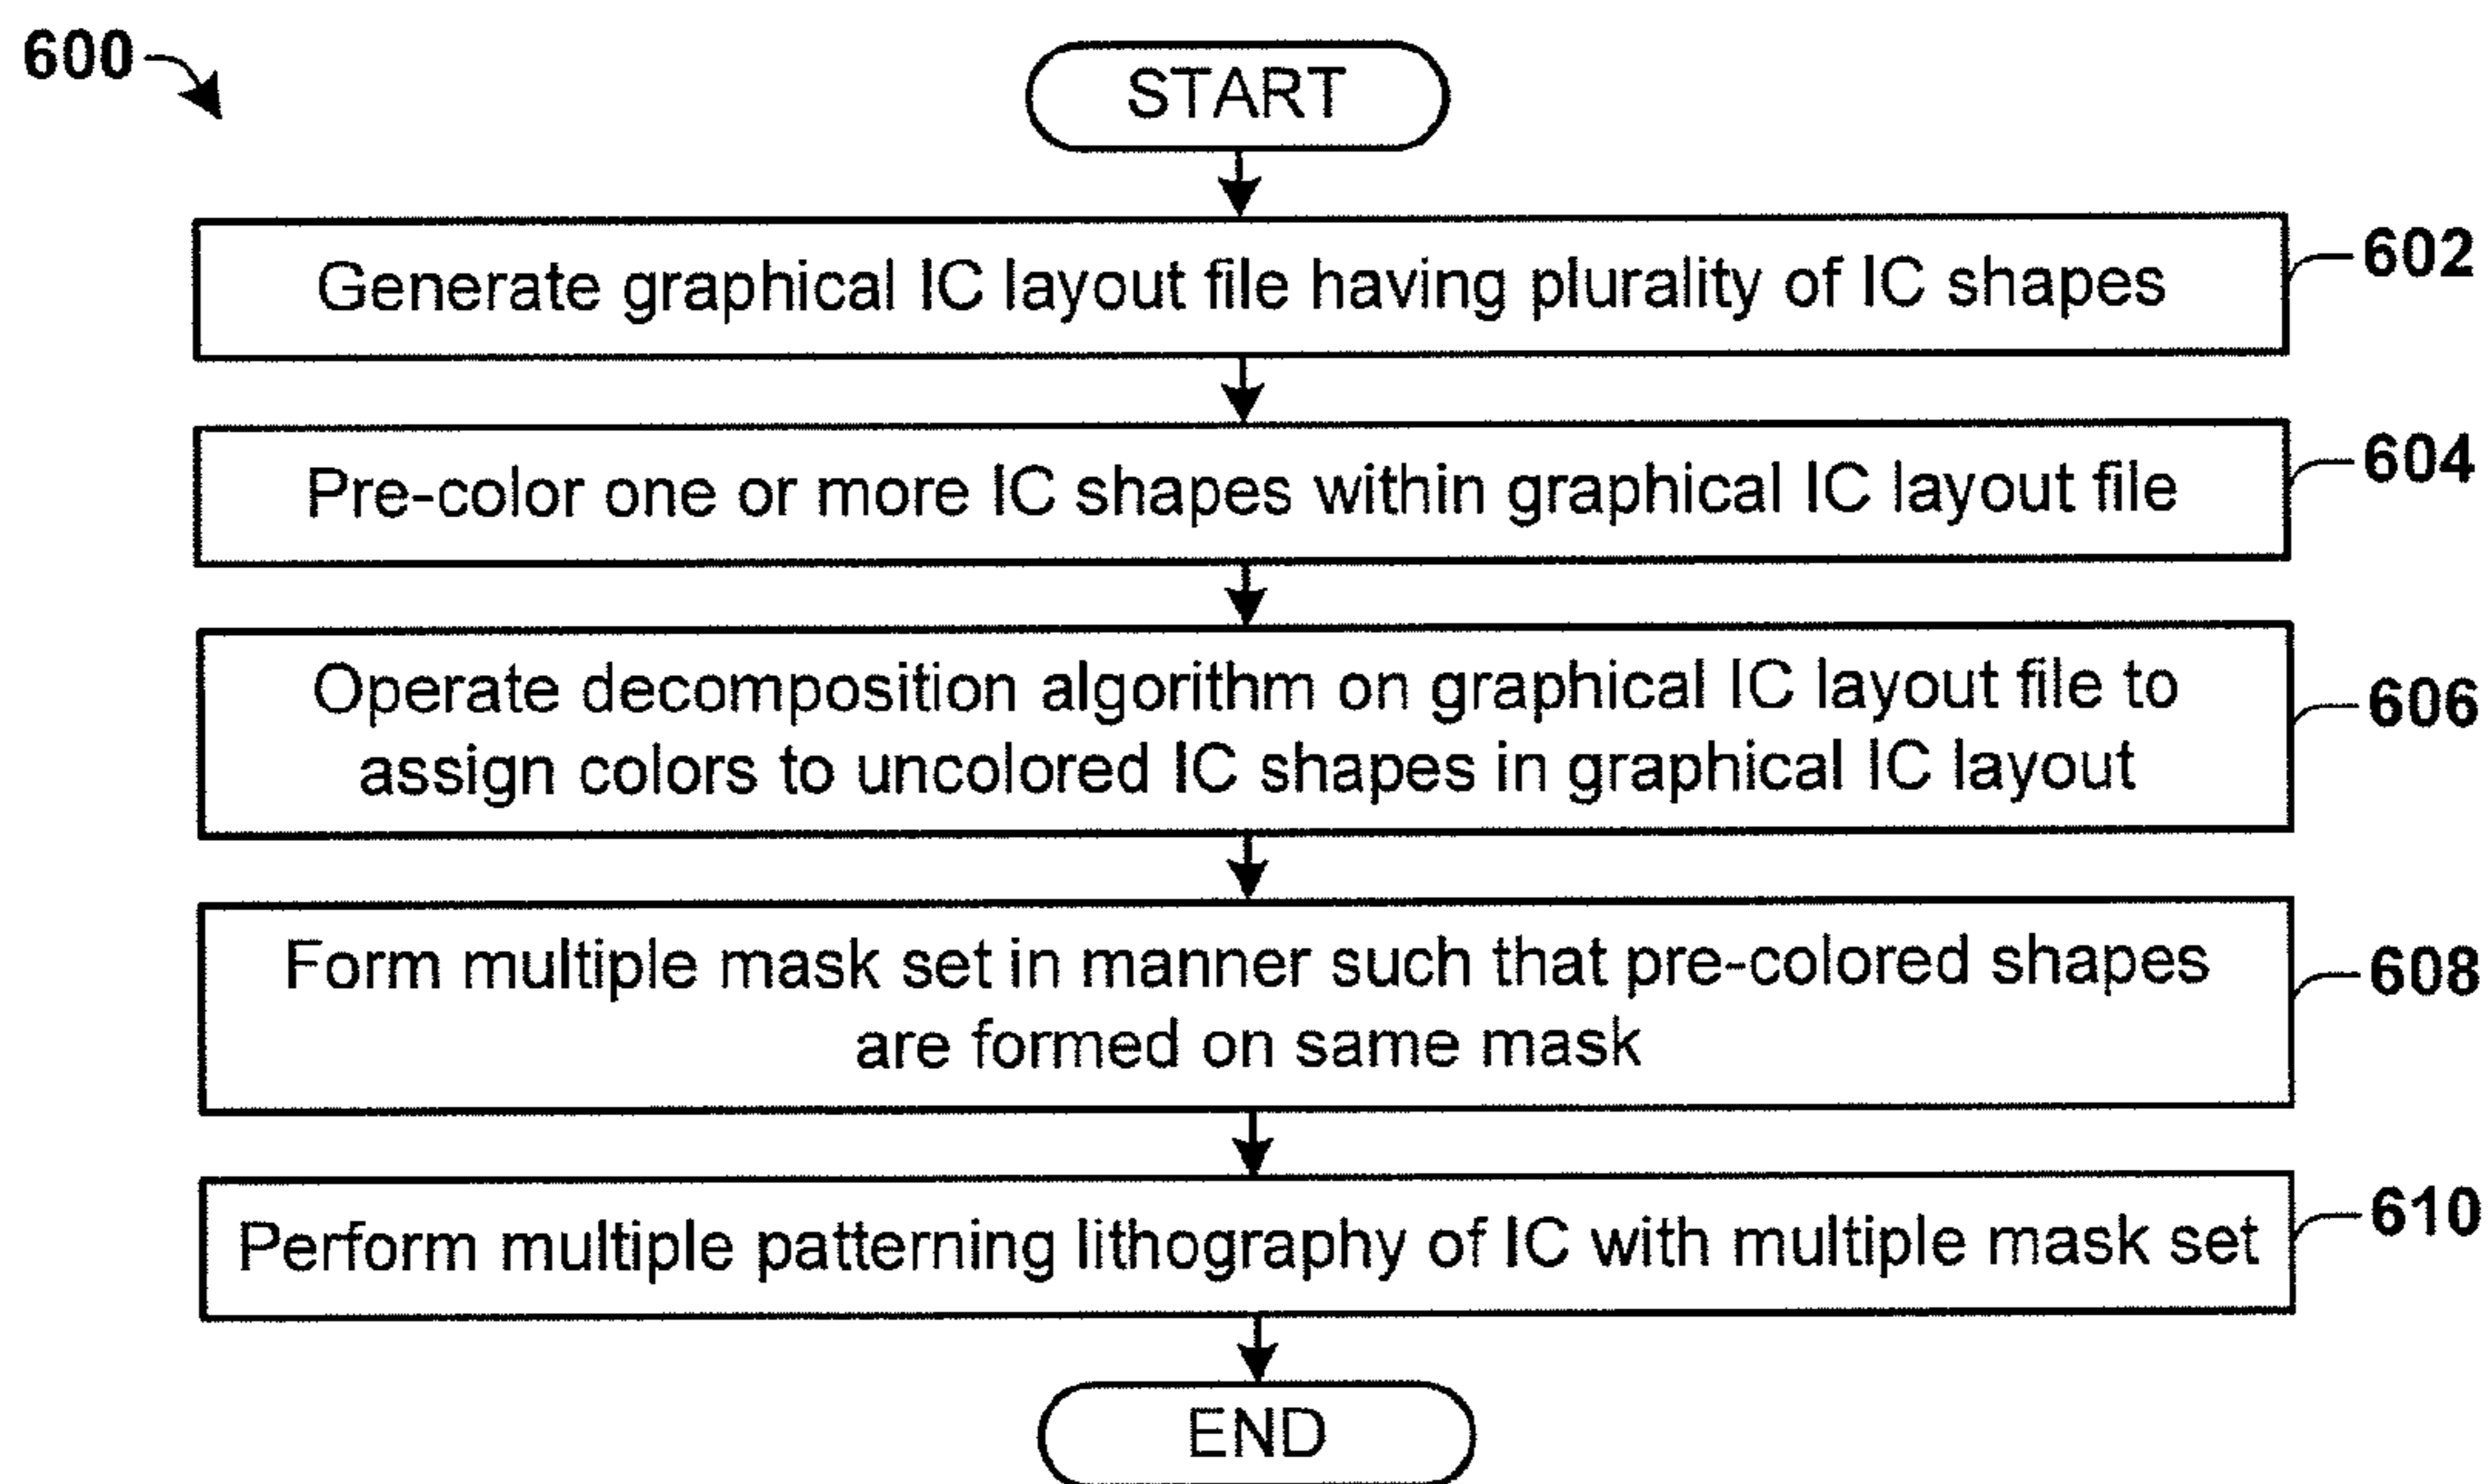 600
START
Generate graphical IC layout file having plurality of IC shapes
602
Pre-color one or more IC shapes within graphical IC layout file
604
Operate decomposition algorithm on graphical IC layout file to
assign colors to uncolored IC shapes in graphical IC layout
606
Form multiple mask set in manner such that pre-colored shapes
are formed on same mask
608
Perform multiple patterning lithography of IC with multiple mask set
610
END